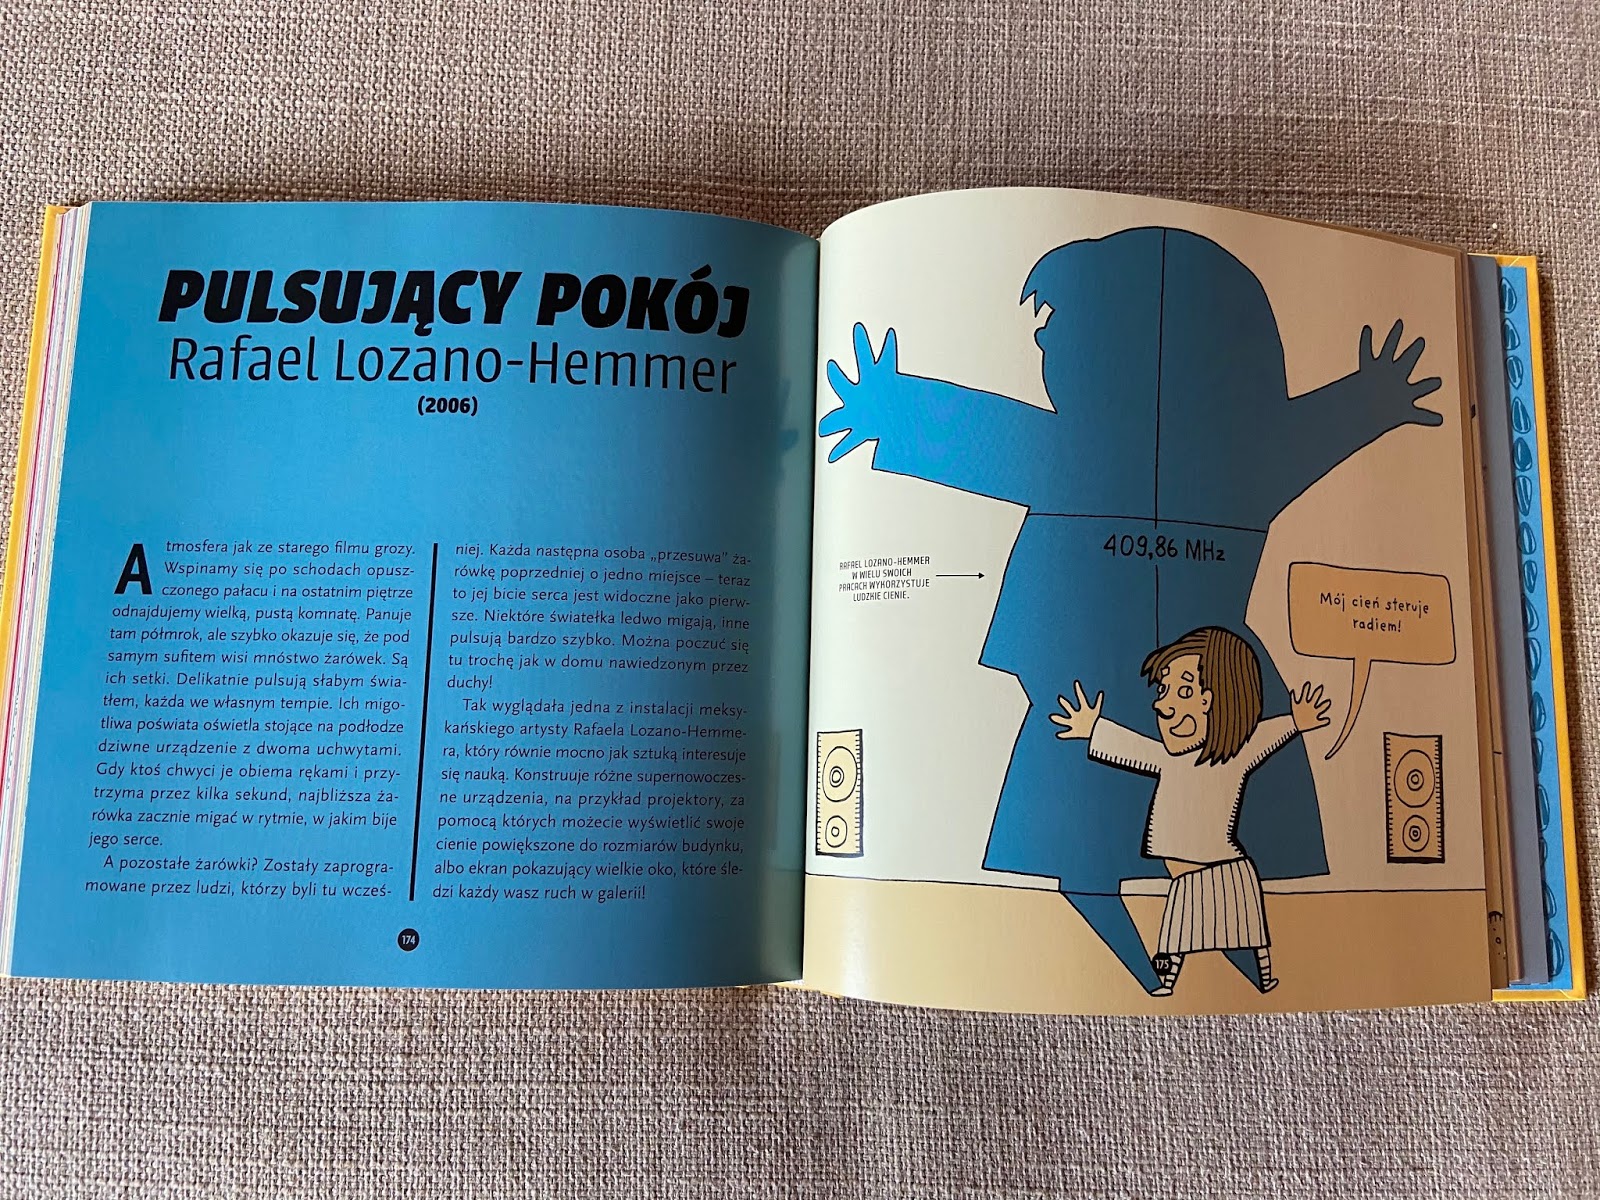 PULSUJĄCY POKÓJ
Rafael Lozano-Hemmer
(2006)
Atmosfera jak ze starego filmu grozy.
Wspinamy się po schodach opusz-
czonego pałacu i na ostatnim piętrze
odnajdujemy wielką, pustą komnatę. Panuje
tam półmrok, ale szybko okazuje się, że pod
samym sufitem wisi mnóstwo żarówek. Są
ich setki. Delikatnie pulsują słabym świa-
tłem, każda we własnym tempie. Ich migo-
tliwa poświata oświetla stojące na podłodze
dziwne urządzenie z dwoma uchwytami.
Gdy ktoś chwyci je obiema rękami i przy-
trzyma przez kilka sekund, najbliższa ża-
rówka zacznie migać w rytmie, w jakim bije
jego serce.
A pozostałe żarówki? Zostały zaprogra-
mowane przez ludzi, którzy byli tu wcześ-
niej. Każda następna osoba „przesuwa” ża-
rówkę poprzedniej o jedno miejsce – teraz
to jej bicie serca jest widoczne jako pierw-
sze. Niektóre światełka ledwo migają, inne
pulsują bardzo szybko. Można poczuć się
tu trochę jak w domu nawiedzonym przez
duchy!
Tak wyglądała jedna z instalacji meksy-
kańskiego artysty Rafaela Lozano-Hemme-
ra, który równie mocno jak sztuką interesuje
się nauką. Konstruuje różne supernowoczes-
ne urządzenia, na przykład projektory, za
pomocą których możecie wyświetlić swoje
cienie powiększone do rozmiarów budynku,
albo ekran pokazujący wielkie oko, które śle-
dzi każdy wasz ruch w galerii!
174
409,86 MHz
RAFAEL LOZANO-HEMMER
W WIELU SWOICH
PRACACH WYKORZYSTUJE
LUDZKIE CIENIE.
Mój cień steruje
radiem!
175